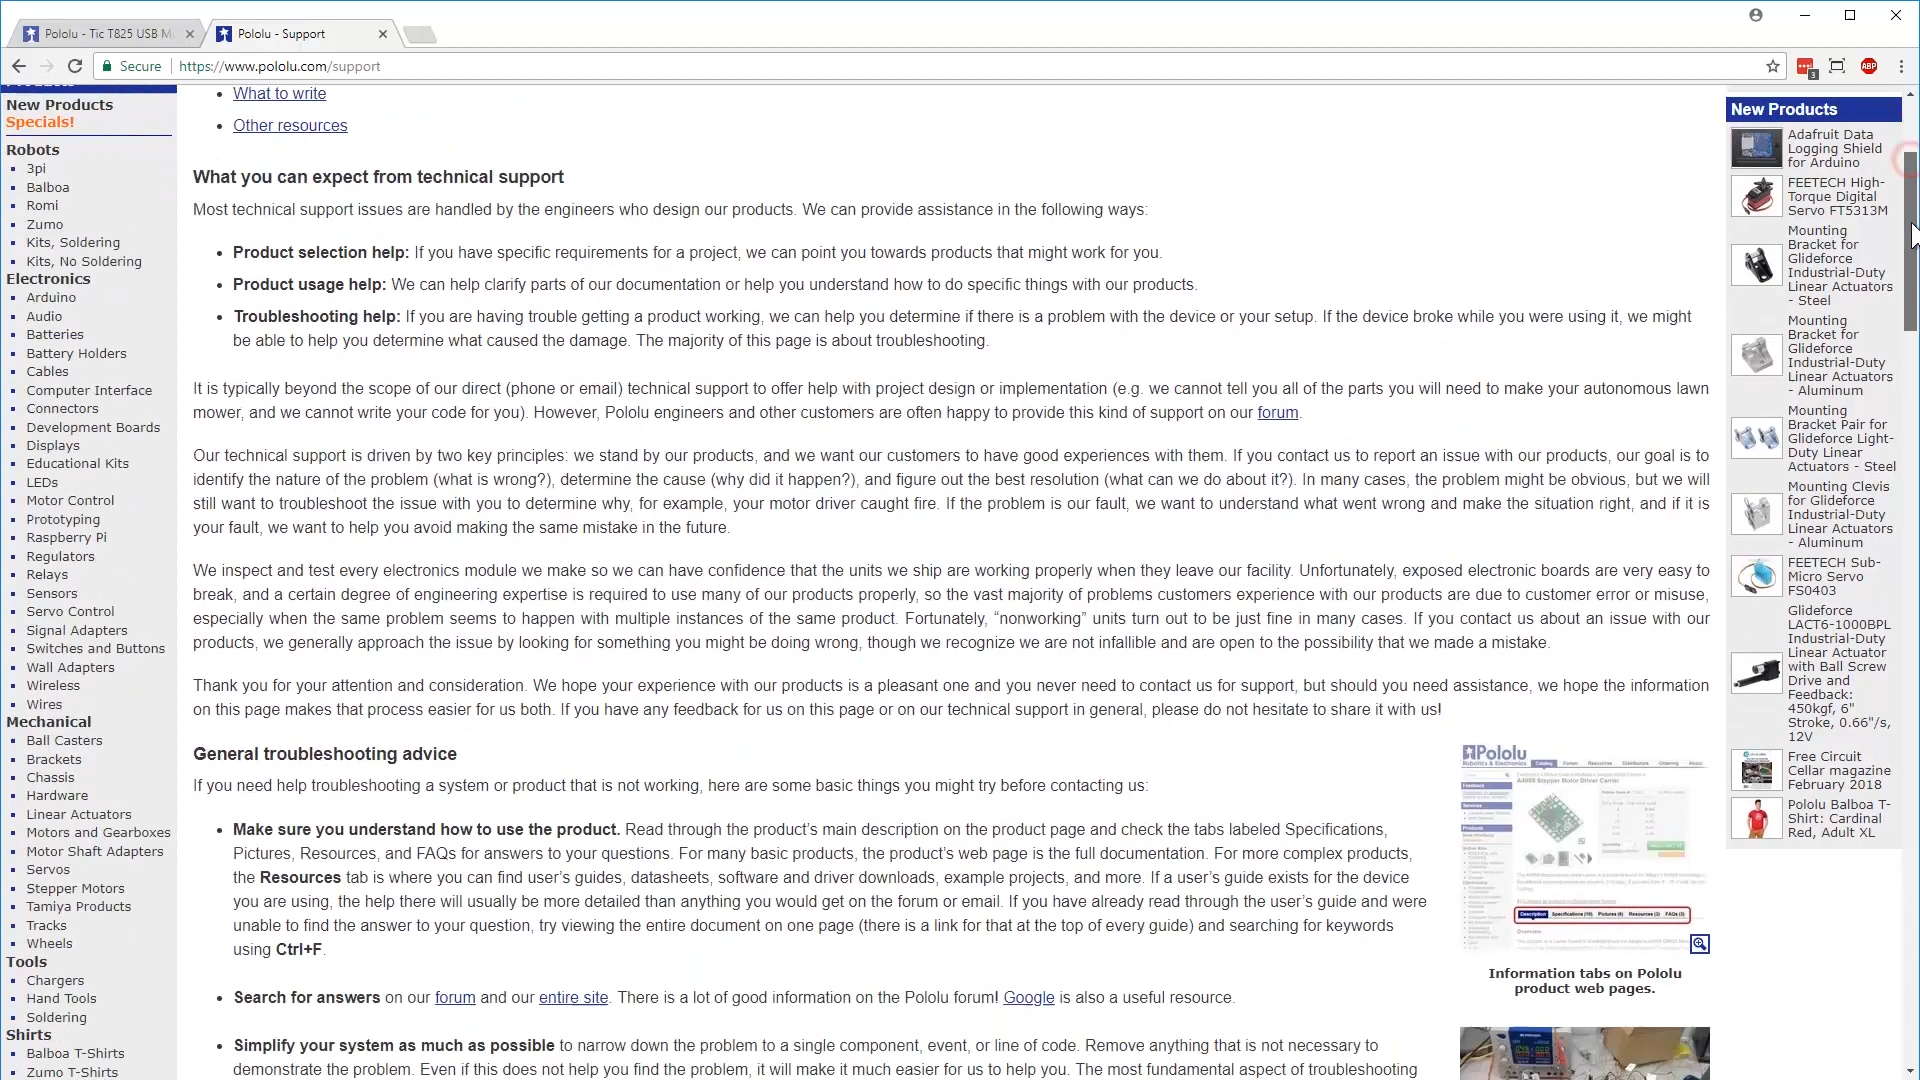 Pololu - Tic T825 USB M
Pololu - Support
Secure https://www.pololu.com/support
3
ABP
New Products
Specials!
Robots
3pi
Balboa
Romi
Zumo
Kits, Soldering
Kits, No Soldering
Electronics
Arduino
Audio
Batteries
Battery Holders
Cables
Computer Interface
Connectors
Development Boards
Displays
Educational Kits
LEDs
Motor Control
Prototyping
Raspberry Pi
Regulators
Relays
Sensors
Servo Control
Signal Adapters
Switches and Buttons
Wall Adapters
Wireless
Wires
Mechanical
Ball Casters
Brackets
Chassis
Hardware
Linear Actuators
Motors and Gearboxes
Motor Shaft Adapters
Servos
Stepper Motors
Tamiya Products
Tracks
Wheels
Tools
Chargers
Hand Tools
Soldering
Shirts
Balboa T-Shirts
Zumo T-Shirts
What to write
Other resources
What you can expect from technical support
Most technical support issues are handled by the engineers who design our products. We can provide assistance in the following ways:
Product selection help: If you have specific requirements for a project, we can point you towards products that might work for you.
Product usage help: We can help clarify parts of our documentation or help you understand how to do specific things with our products.
Troubleshooting help: If you are having trouble getting a product working, we can help you determine if there is a problem with the device or your setup. If the device broke while you were using it, we might
be able to help you determine what caused the damage. The majority of this page is about troubleshooting.
It is typically beyond the scope of our direct (phone or email) technical support to offer help with project design or implementation (e.g. we cannot tell you all of the parts you will need to make your autonomous lawn
mower, and we cannot write your code for you). However, Pololu engineers and other customers are often happy to provide this kind of support on our forum.
Our technical support is driven by two key principles: we stand by our products, and we want our customers to have good experiences with them. If you contact us to report an issue with our products, our goal is to
identify the nature of the problem (what is wrong?), determine the cause (why did it happen?), and figure out the best resolution (what can we do about it?). In many cases, the problem might be obvious, but we will
still want to troubleshoot the issue with you to determine why, for example, your motor driver caught fire. If the problem is our fault, we want to understand what went wrong and make the situation right, and if it is
your fault, we want to help you avoid making the same mistake in the future.
We inspect and test every electronics module we make so we can have confidence that the units we ship are working properly when they leave our facility. Unfortunately, exposed electronic boards are very easy to
break, and a certain degree of engineering expertise is required to use many of our products properly, so the vast majority of problems customers experience with our products are due to customer error or misuse,
especially when the same problem seems to happen with multiple instances of the same product. Fortunately, “nonworking” units turn out to be just fine in many cases. If you contact us about an issue with our
products, we generally approach the issue by looking for something you might be doing wrong, though we recognize we are not infallible and are open to the possibility that we made a mistake.
Thank you for your attention and consideration. We hope your experience with our products is a pleasant one and you never need to contact us for support, but should you need assistance, we hope the information
on this page makes that process easier for us both. If you have any feedback for us on this page or on our technical support in general, please do not hesitate to share it with us!
General troubleshooting advice
If you need help troubleshooting a system or product that is not working, here are some basic things you might try before contacting us:
Make sure you understand how to use the product. Read through the product’s main description on the product page and check the tabs labeled Specifications,
Pictures, Resources, and FAQs for answers to your questions. For many basic products, the product’s web page is the full documentation. For more complex products,
the Resources tab is where you can find user’s guides, datasheets, software and driver downloads, example projects, and more. If a user’s guide exists for the device
you are using, the help there will usually be more detailed than anything you would get on the forum or email. If you have already read through the user’s guide and were
unable to find the answer to your question, try viewing the entire document on one page (there is a link for that at the top of every guide) and searching for keywords
using Ctrl+F.
Search for answers on our forum and our entire site. There is a lot of good information on the Pololu forum! Google is also a useful resource.
Simplify your system as much as possible to narrow down the problem to a single component, event, or line of code. Remove anything that is not necessary to
demonstrate the problem. Even if this does not help you find the problem, it will make it much easier for us to help you. The most fundamental aspect of troubleshooting
Pololu
Robotics & Electronics
A4988 Stepper Motor Driver Carrier
Description Specifications (10) Pictures (6) Resources (3) FAQs (3)
Information tabs on Pololu
product web pages.
New Products
Adafruit Data
Logging Shield
for Arduino
FEETECH High-
Torque Digital
Servo FT5313M
Mounting
Bracket for
Glideforce
Industrial-Duty
Linear Actuators
- Steel
Mounting
Bracket for
Glideforce
Industrial-Duty
Linear Actuators
- Aluminum
Mounting
Bracket Pair for
Glideforce Light-
Duty Linear
Actuators - Steel
Mounting Clevis
for Glideforce
Industrial-Duty
Linear Actuators
- Aluminum
FEETECH Sub-
Micro Servo
FS0403
Glideforce
LACT6-1000BPL
Industrial-Duty
Linear Actuator
with Ball Screw
Drive and
Feedback:
450kgf, 6"
Stroke, 0.66"/s,
12V
Free Circuit
Cellar magazine
February 2018
Pololu Balboa T-
Shirt: Cardinal
Red, Adult XL